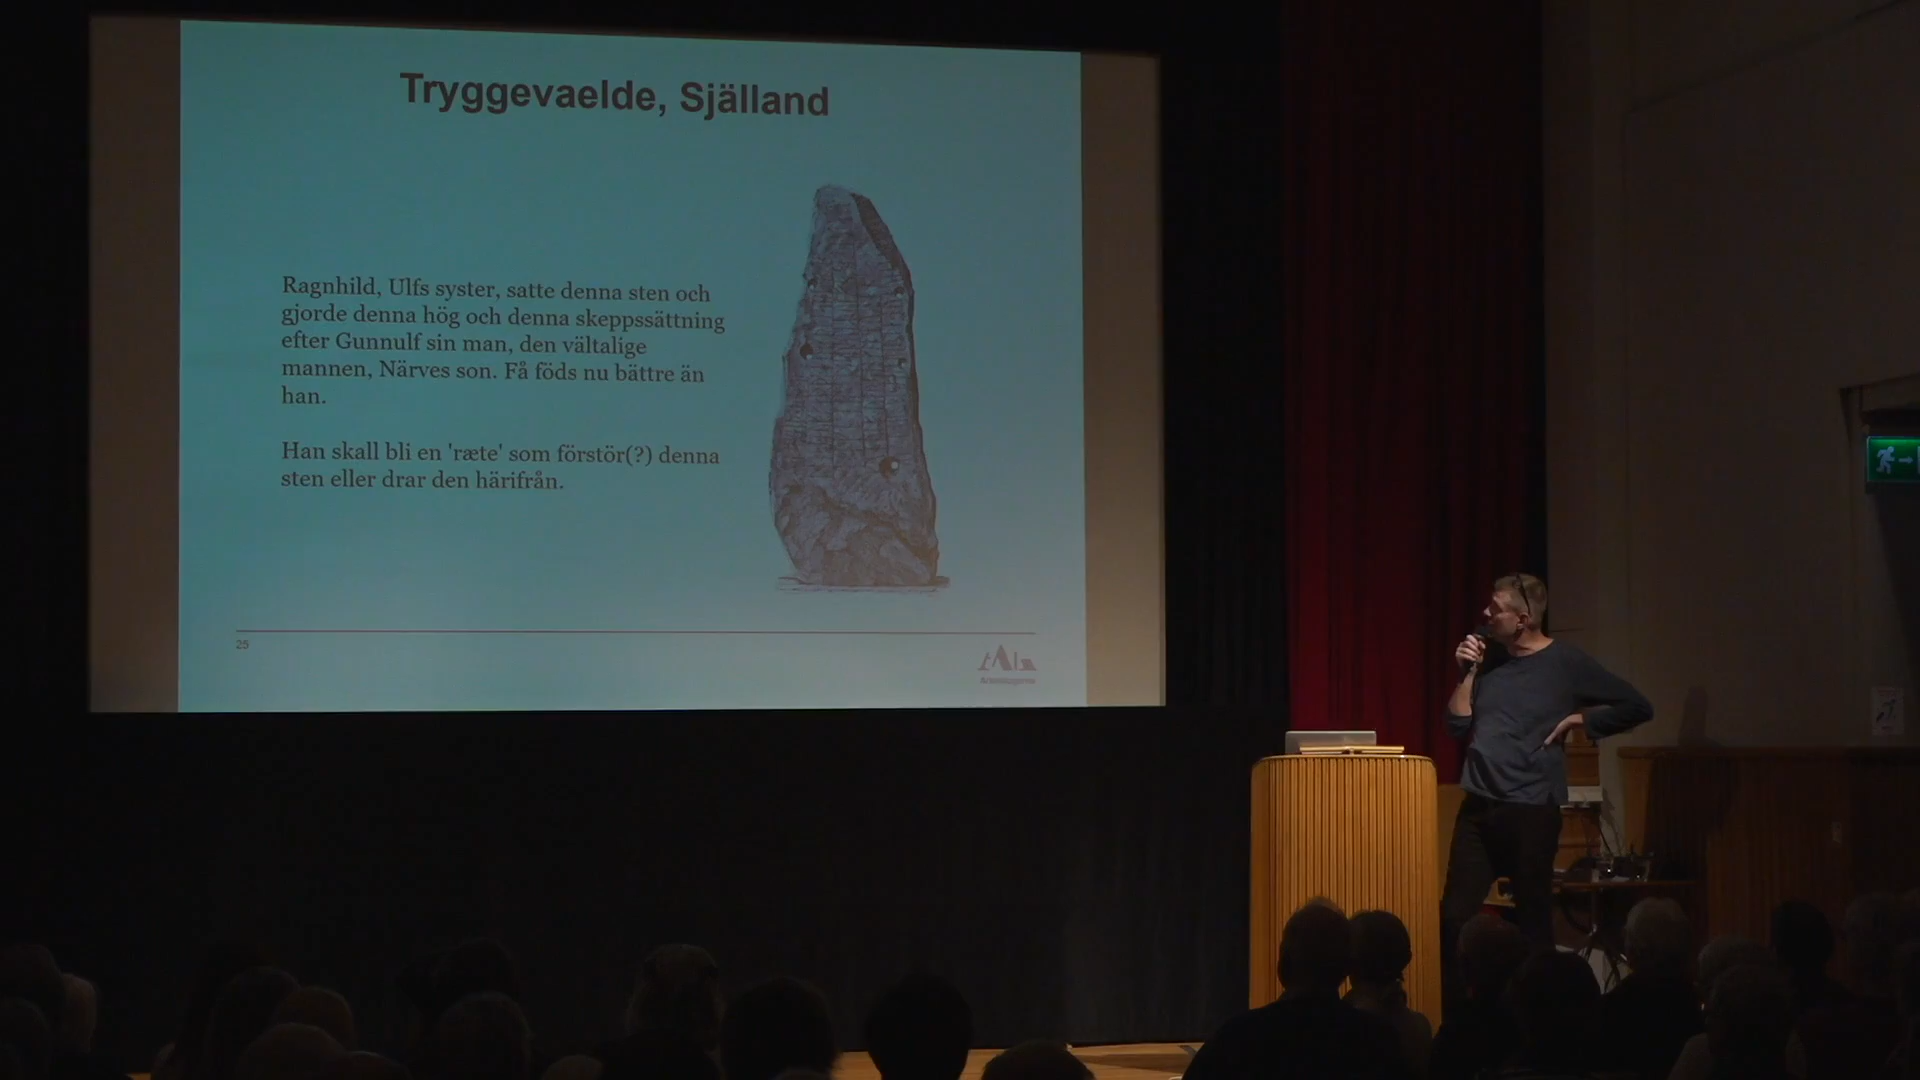 Tryggevaelde, Själland
Ragnhild, Ulfs syster, satte denna sten och
gjorde denna hög och denna skeppssättning
efter Gunnulf sin man, den vältalige
mannen, Närves son. Få föds nu bättre än
han.
Han skall bli en 'ræte' som förstör(?) denna
sten eller drar den härifrån.
25